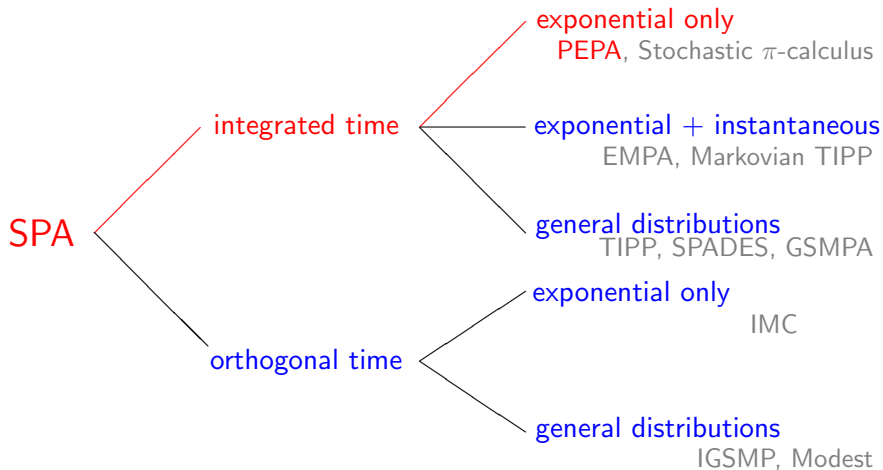 exponential only
PEPA, Stochastic π-calculus
integrated time
exponential + instantaneous
EMPA, Markovian TIPP
SPA
general distributions
TIPP, SPADES, GSMPA
exponential only
IMC
orthogonal time
general distributions
IGSMP, Modest